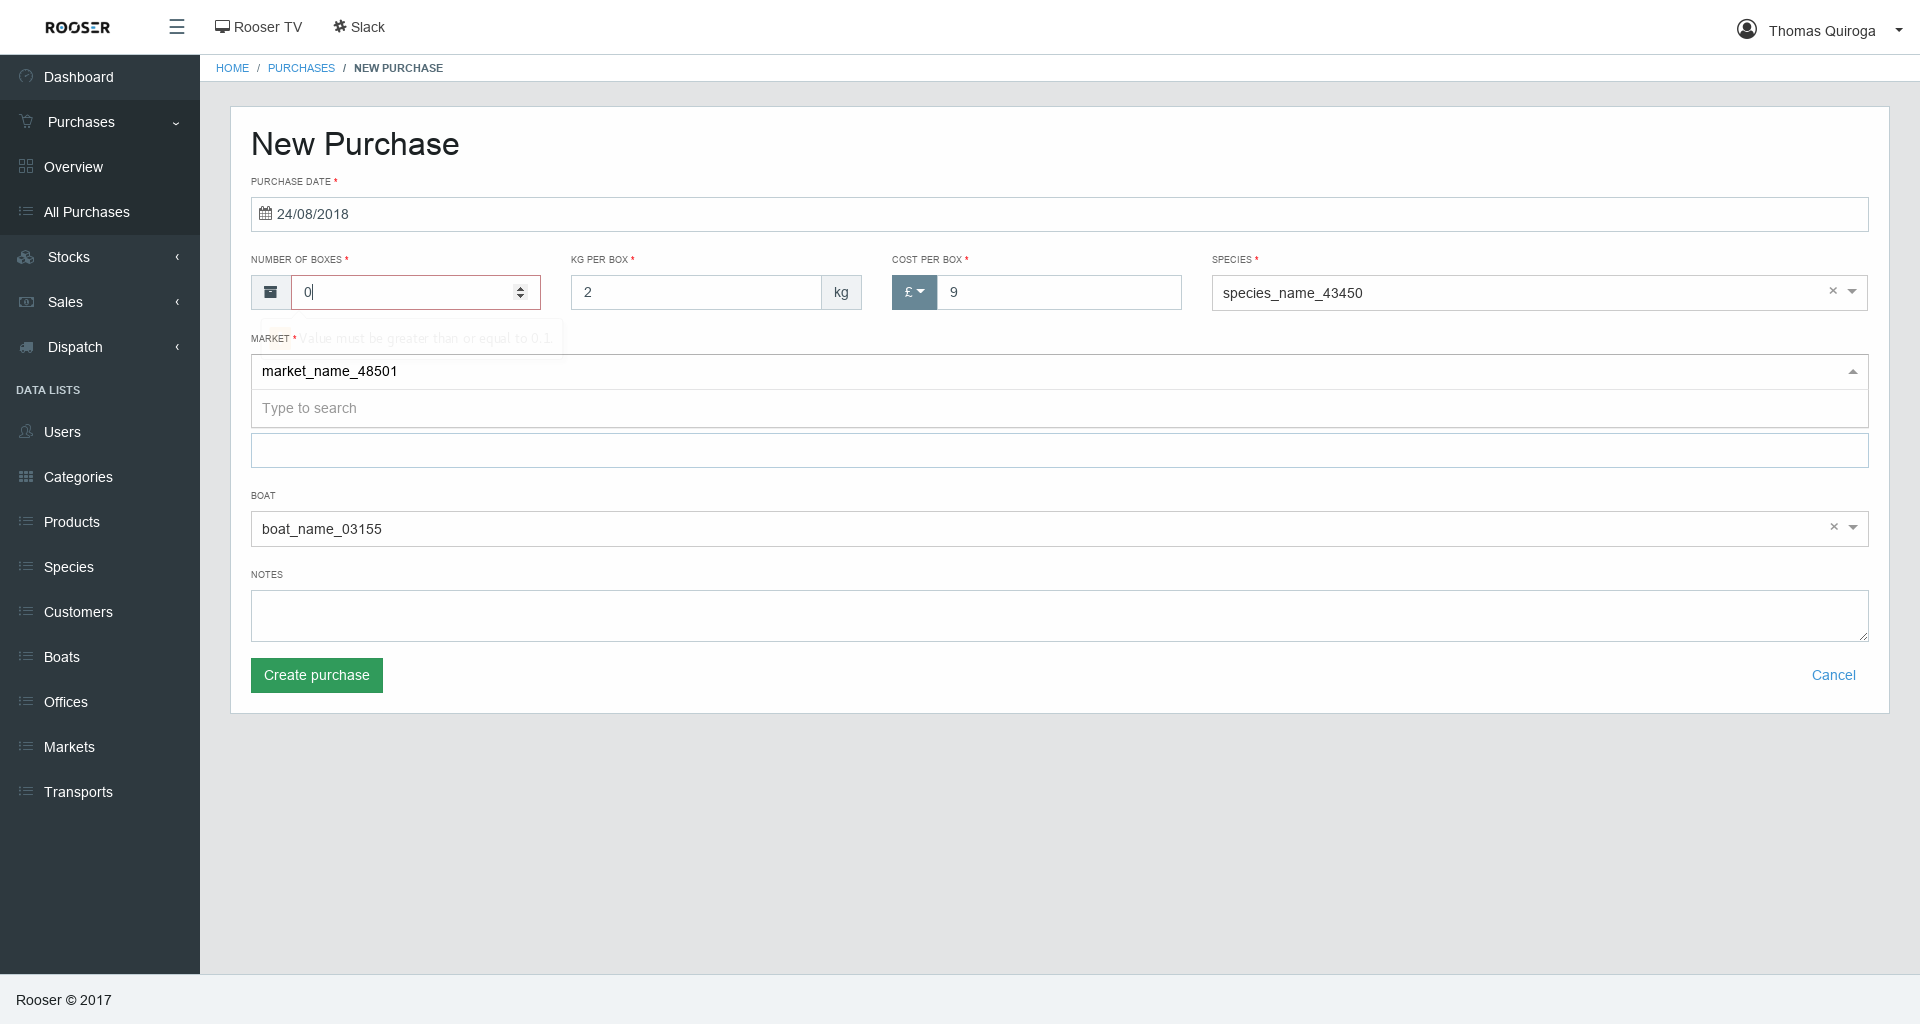 ROOSER
Rooser TV
Slack
Thomas Quiroga
HOME / PURCHASES / NEW PURCHASE
Dashboard
Purchases
Overview
All Purchases
Stocks
Sales
Dispatch
DATA LISTS
Users
Categories
Products
Species
Customers
Boats
Offices
Markets
Transports
New Purchase
PURCHASE DATE *
24/08/2018
NUMBER OF BOXES *
0
KG PER BOX *
2
kg
COST PER BOX *
£
9
SPECIES *
species_name_43450
×
MARKET *
Value must be greater than or equal to 0.1.
market_name_48501
Type to search
BOAT
boat_name_03155
×
NOTES
Create purchase
Cancel
Rooser © 2017